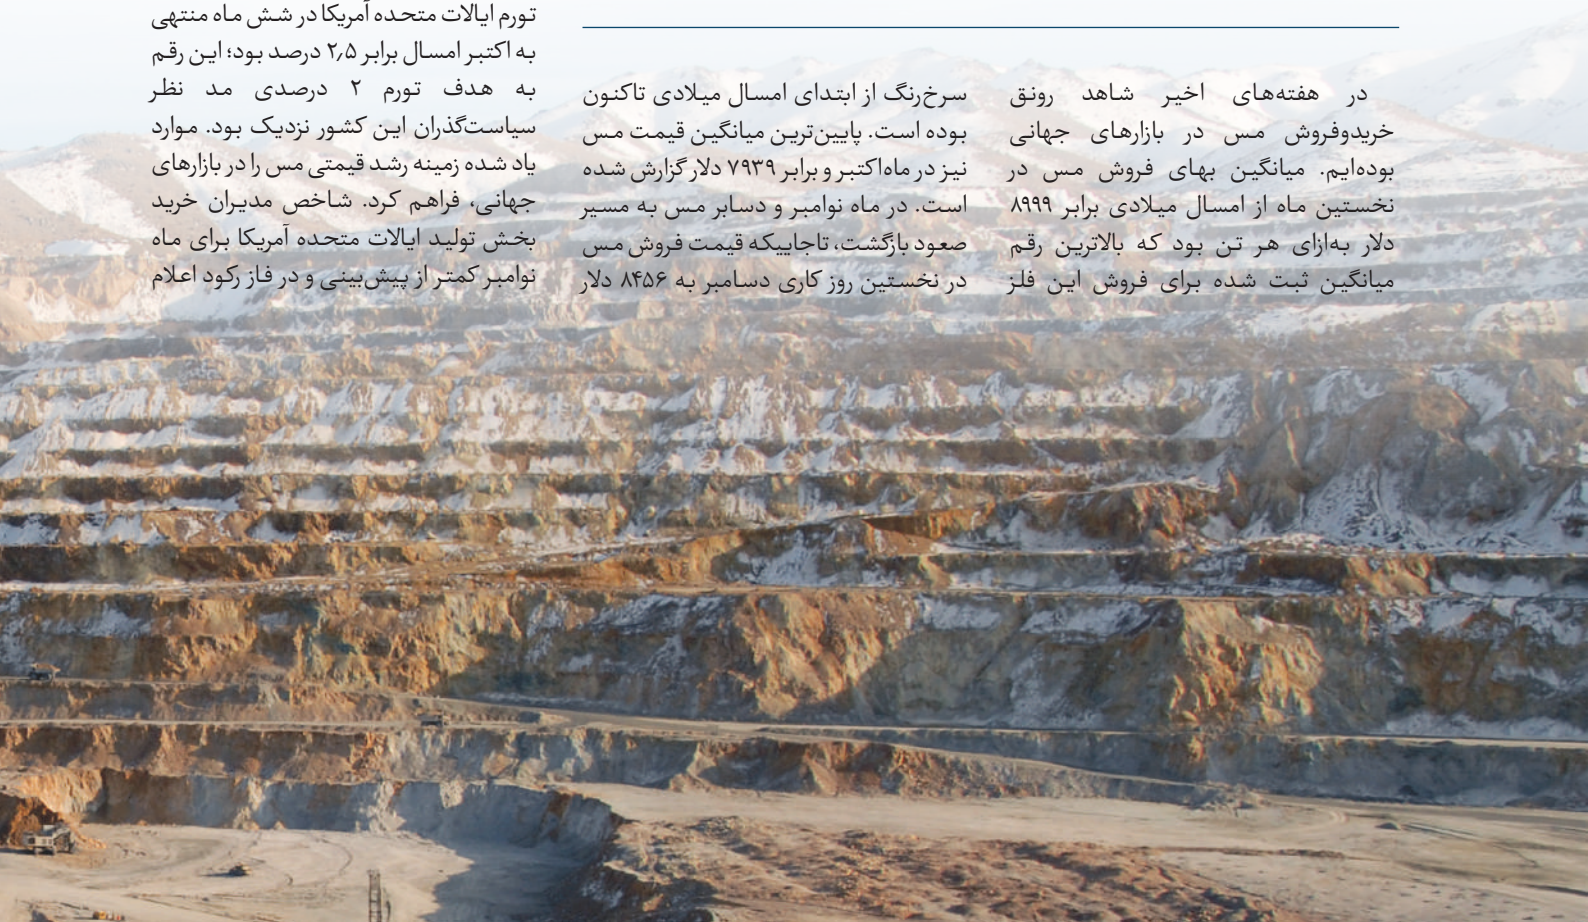 در هفته‌های اخیر شاهد رونق
خریدوفروش مس در بازارهای جهانی
بوده‌ایم. میانگین بهای فروش مس در
نخستین ماه از امسال میلادی برابر ۸۹۹۹
دلار به‌ازای هر تن بود که بالاترین رقم
میانگین ثبت شده برای فروش این فلز
سرخ‌رنگ از ابتدای امسال میلادی تاکنون
بوده است. پایین‌ترین میانگین قیمت مس
نیز در ماه اکتبر و برابر ۷۹۳۹ دلار گزارش شده
است. در ماه نوامبر و دسابر مس به مسیر
صعود بازگشت، تاجاییکه قیمت فروش مس
در نخستین روز کاری دسامبر به ۸۴۵۶ دلار
تورم ایالات متحده آمریکا در شش ماه منتهی
به اکتبر امسال برابر ۲٫۵ درصد بود؛ این رقم
به هدف تورم ۲ درصدی مد نظر
سیاست‌گذران این کشور نزدیک بود. موارد
یاد شده زمینه رشد قیمتی مس را در بازارهای
جهانی، فراهم کرد. شاخص مدیران خرید
بخش تولید ایالات متحده آمریکا برای ماه
نوامبر کمتر از پیش‌بینی و در فاز رکود اعلام